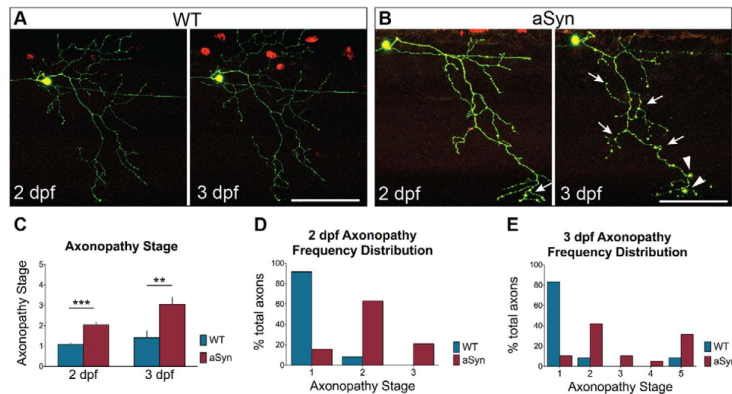 A
WT
B
aSyn
2 dpf
3 dpf
2 dpf
3 dpf
C
Axonopathy Stage
Axonopathy Stage
5
4
3
2
1
0
***
**
WT
aSyn
2 dpf
3 dpf
D
2 dpf Axonopathy
Frequency Distribution
% total axons
100
80
60
40
20
0
1
2
3
Axonopathy Stage
WT
aSyn
E
3 dpf Axonopathy
Frequency Distribution
% total axons
100
80
60
40
20
0
1
2
3
4
5
Axonopathy Stage
WT
aSyn